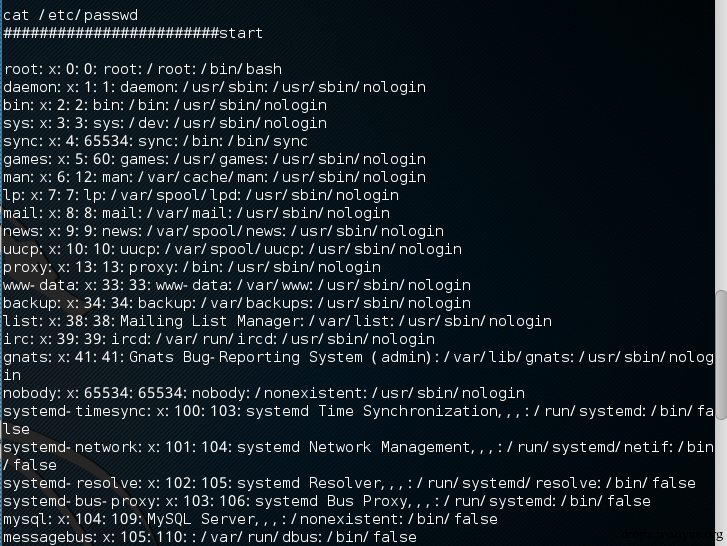 cat /etc/passwd
########################start
root:x:0:0:root:/root:/bin/bash
daemon:x:1:1:daemon:/usr/sbin:/usr/sbin/nologin
bin:x:2:2:bin:/bin:/usr/sbin/nologin
sys:x:3:3:sys:/dev:/usr/sbin/nologin
sync:x:4:65534:sync:/bin:/bin/sync
games:x:5:60:games:/usr/games:/usr/sbin/nologin
man:x:6:12:man:/var/cache/man:/usr/sbin/nologin
lp:x:7:7:lp:/var/spool/lpd:/usr/sbin/nologin
mail:x:8:8:mail:/var/mail:/usr/sbin/nologin
news:x:9:9:news:/var/spool/news:/usr/sbin/nologin
uucp:x:10:10:uucp:/var/spool/uucp:/usr/sbin/nologin
proxy:x:13:13:proxy:/bin:/usr/sbin/nologin
www-data:x:33:33:www-data:/var/www:/usr/sbin/nologin
backup:x:34:34:backup:/var/backups:/usr/sbin/nologin
list:x:38:38:Mailing List Manager:/var/list:/usr/sbin/nologin
irc:x:39:39:ircd:/var/run/ircd:/usr/sbin/nologin
gnats:x:41:41:Gnats Bug-Reporting System (admin):/var/lib/gnats:/usr/sbin/nolog
in
nobody:x:65534:65534:nobody:/nonexistent:/usr/sbin/nologin
systemd-timesync:x:100:103:systemd Time Synchronization,,,:/run/systemd:/bin/fa
lse
systemd-network:x:101:104:systemd Network Management,,,:/run/systemd/netif:/bin
/false
systemd-resolve:x:102:105:systemd Resolver,,,:/run/systemd/resolve:/bin/false
systemd-bus-proxy:x:103:106:systemd Bus Proxy,,,:/run/systemd:/bin/false
mysql:x:104:109:MySQL Server,,,:/nonexistent:/bin/false
messagebus:x:105:110::/var/run/dbus:/bin/false